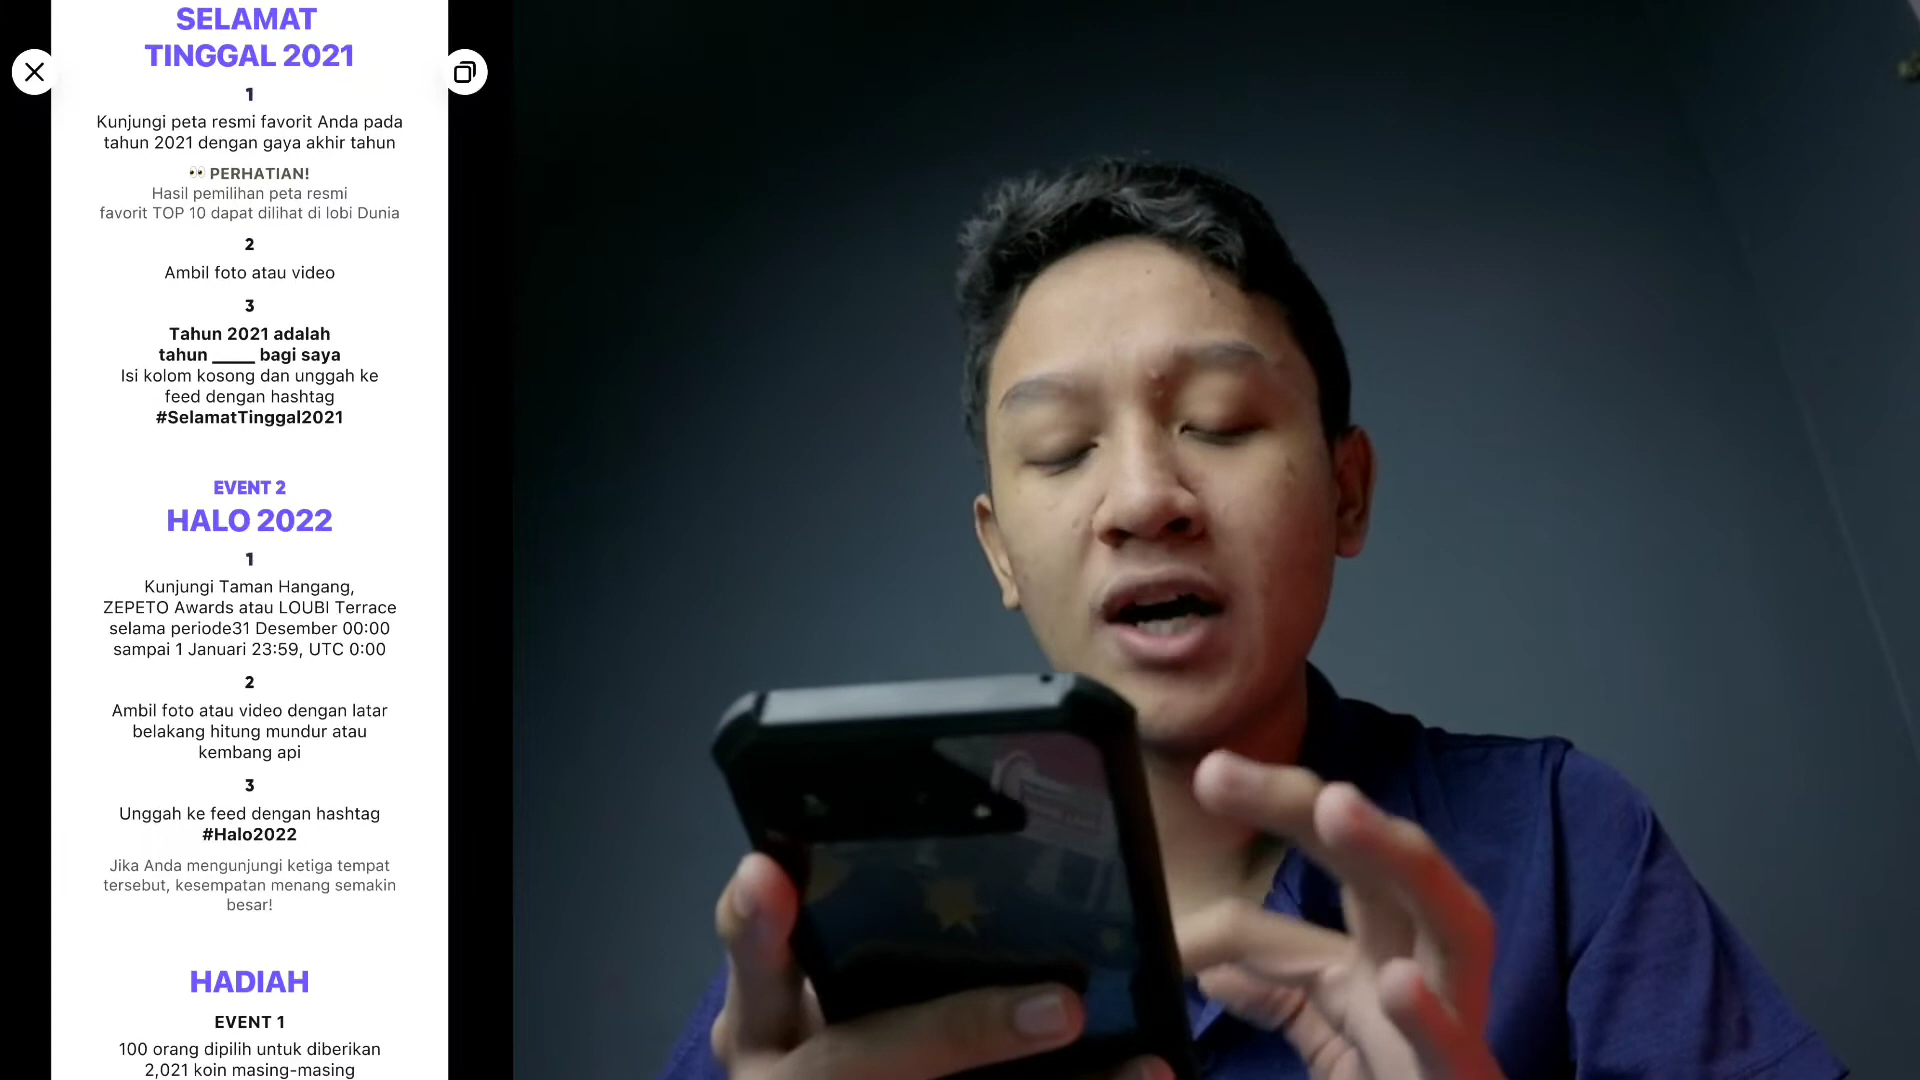 SELAMAT
TINGGAL 2021
1
Kunjungi peta resmi favorit Anda pada
tahun 2021 dengan gaya akhir tahun
👀 PERHATIAN!
Hasil pemilihan peta resmi
favorit TOP 10 dapat dilihat di lobi Dunia
2
Ambil foto atau video
3
Tahun 2021 adalah
tahun _____ bagi saya
Isi kolom kosong dan unggah ke
feed dengan hashtag
#SelamatTinggal2021
EVENT 2
HALO 2022
1
Kunjungi Taman Hangang,
ZEPETO Awards atau LOUBI Terrace
selama periode31 Desember 00:00
sampai 1 Januari 23:59, UTC 0:00
2
Ambil foto atau video dengan latar
belakang hitung mundur atau
kembang api
3
Unggah ke feed dengan hashtag
#Halo2022
Jika Anda mengunjungi ketiga tempat
tersebut, kesempatan menang semakin
besar!
HADIAH
EVENT 1
100 orang dipilih untuk diberikan
2,021 koin masing-masing